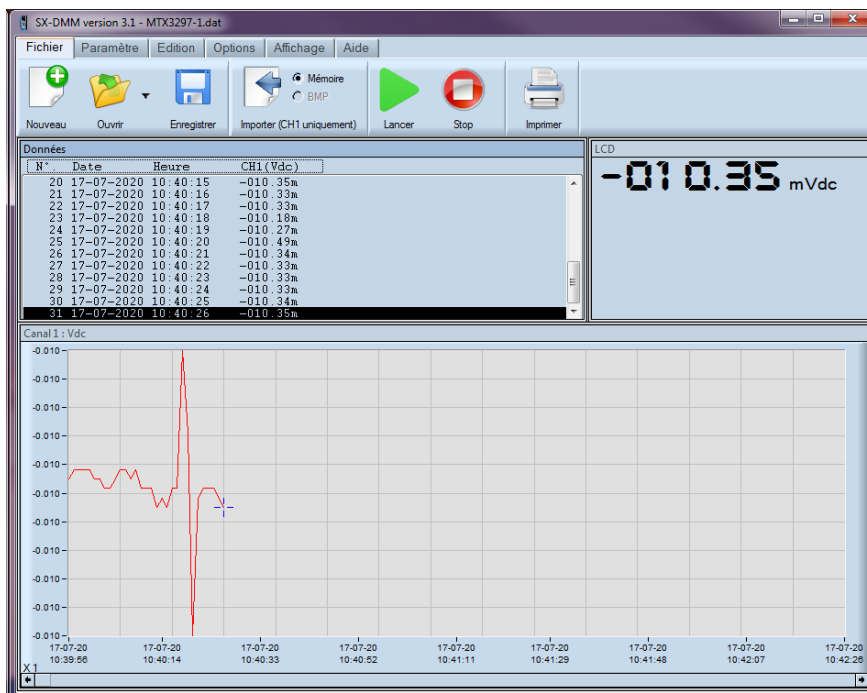 SX-DMM version 3.1 - MTX3297-1.dat
Fichier Paramètre Edition Options Affichage Aide
Mémoire
BMP
Nouveau Ouvrir Enregistrer Importer (CH1 uniquement) Lancer Stop Imprimer
Données
N°. Date Heure CH1(Vdc)
20 17-07-2020 10:40:15 -010.35m
21 17-07-2020 10:40:16 -010.33m
22 17-07-2020 10:40:17 -010.33m
23 17-07-2020 10:40:18 -010.18m
24 17-07-2020 10:40:19 -010.27m
25 17-07-2020 10:40:20 -010.49m
26 17-07-2020 10:40:21 -010.34m
27 17-07-2020 10:40:22 -010.33m
28 17-07-2020 10:40:23 -010.33m
29 17-07-2020 10:40:24 -010.33m
30 17-07-2020 10:40:25 -010.34m
31 17-07-2020 10:40:26 -010.35m
LCD
-010.35 mVdc
Canal 1 : Vdc
-0.010
-0.010
-0.010
-0.010
-0.010
-0.010
-0.010
-0.010
-0.010
-0.010
-0.010
17-07-20 17-07-20 17-07-20 17-07-20 17-07-20 17-07-20 17-07-20 17-07-20 17-07-20
10:39:56 10:40:14 10:40:33 10:40:52 10:41:11 10:41:29 10:41:48 10:42:07 10:42:26
X 1